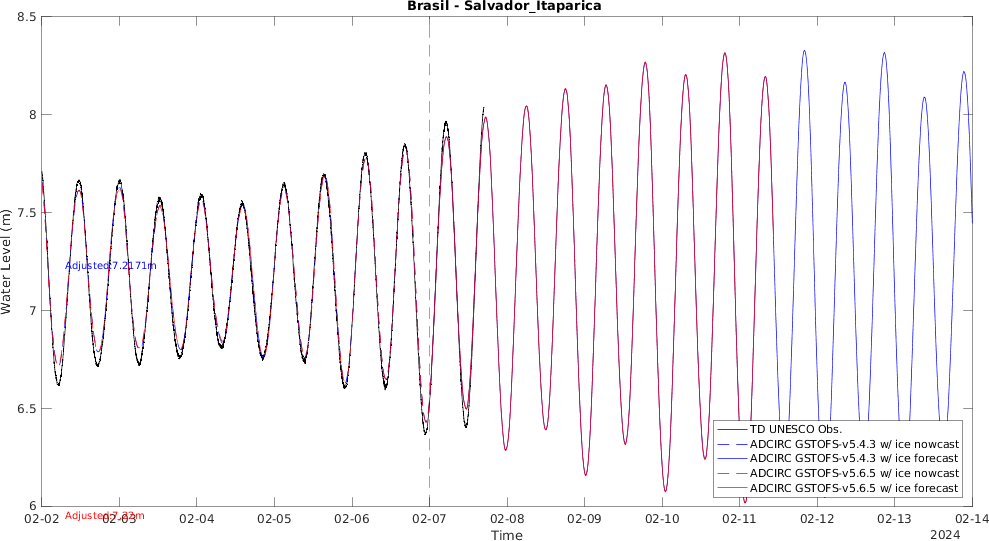 Brasil - Salvador_Itaparica
8.5
8
7.5
7
6.5
6
Water Level (m)
Adjusted:7.2171m
Adjusted:7.22m
TD UNESCO Obs.
ADCIRC GSTOFS-v5.4.3 w/ ice nowcast
ADCIRC GSTOFS-v5.4.3 w/ ice forecast
ADCIRC GSTOFS-v5.6.5 w/ ice nowcast
ADCIRC GSTOFS-v5.6.5 w/ ice forecast
02-02 02-03 02-04 02-05 02-06 02-07 02-08 02-09 02-10 02-11 02-12 02-13 02-14
Time
2024